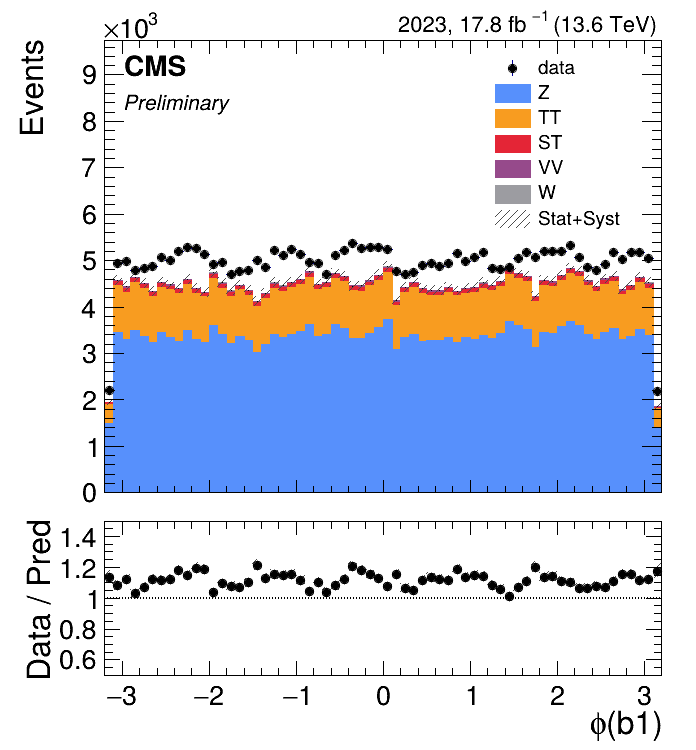 ×10³
2023, 17.8 fb⁻¹ (13.6 TeV)
Events
CMS
Preliminary
data
Z
TT
ST
VV
W
Stat+Syst
9
8
7
6
5
4
3
2
1
0
Data / Pred
1.4
1.2
1
0.8
0.6
−3 −2 −1 0 1 2 3
ϕ(b1)